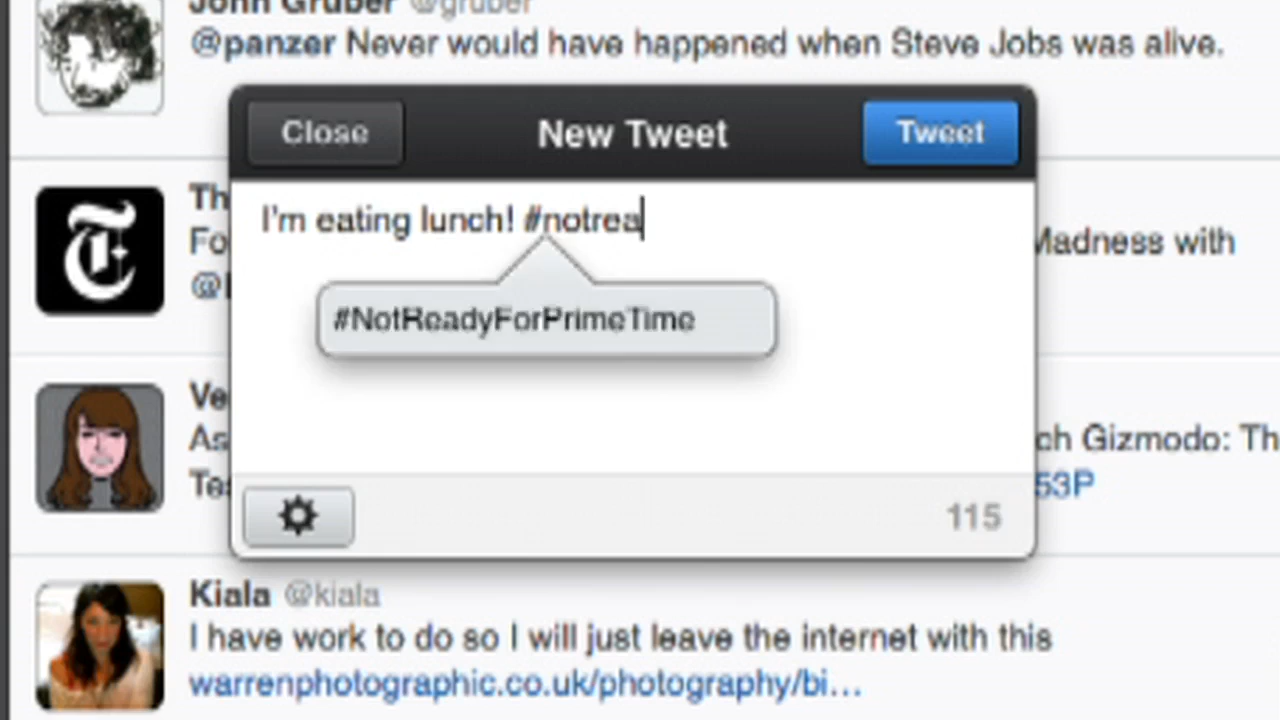 John Gruber @gruber
@panzer Never would have happened when Steve Jobs was alive.
Close
New Tweet
Tweet
Th
I'm eating lunch! #notrea
Fo
Madness with
@
#NotReadyForPrimeTime
Ve
As
ch Gizmodo: Th
Te
53P
115
Kiala @kiala
I have work to do so I will just leave the internet with this
warrenphotographic.co.uk/photography/bi...